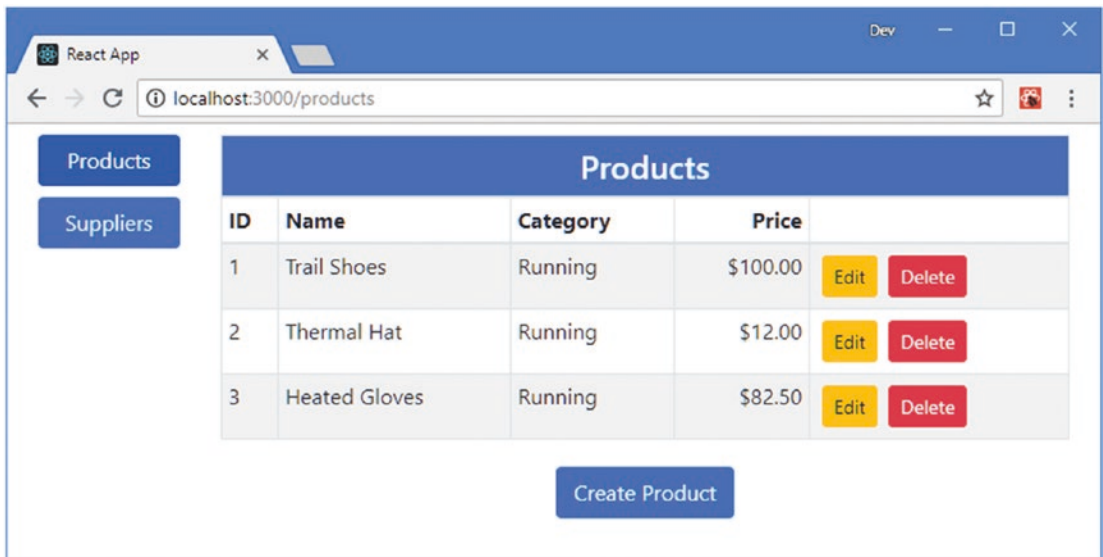 Dev
React App
localhost:3000/products
Products
Suppliers
Products
ID Name Category Price
1 Trail Shoes Running $100.00 Edit Delete
2 Thermal Hat Running $12.00 Edit Delete
3 Heated Gloves Running $82.50 Edit Delete
Create Product